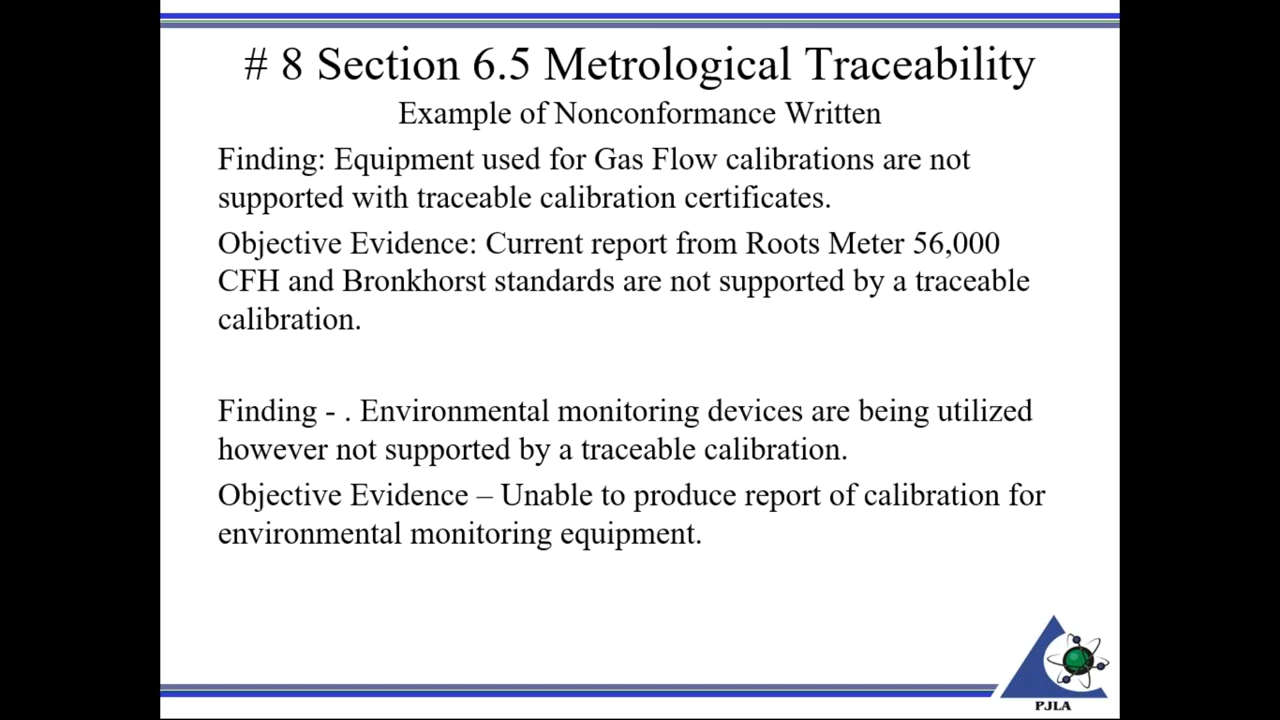 # 8 Section 6.5 Metrological Traceability
Example of Nonconformance Written
Finding: Equipment used for Gas Flow calibrations are not
supported with traceable calibration certificates.
Objective Evidence: Current report from Roots Meter 56,000
CFH and Bronkhorst standards are not supported by a traceable
calibration.
Finding - . Environmental monitoring devices are being utilized
however not supported by a traceable calibration.
Objective Evidence – Unable to produce report of calibration for
environmental monitoring equipment.
PJLA